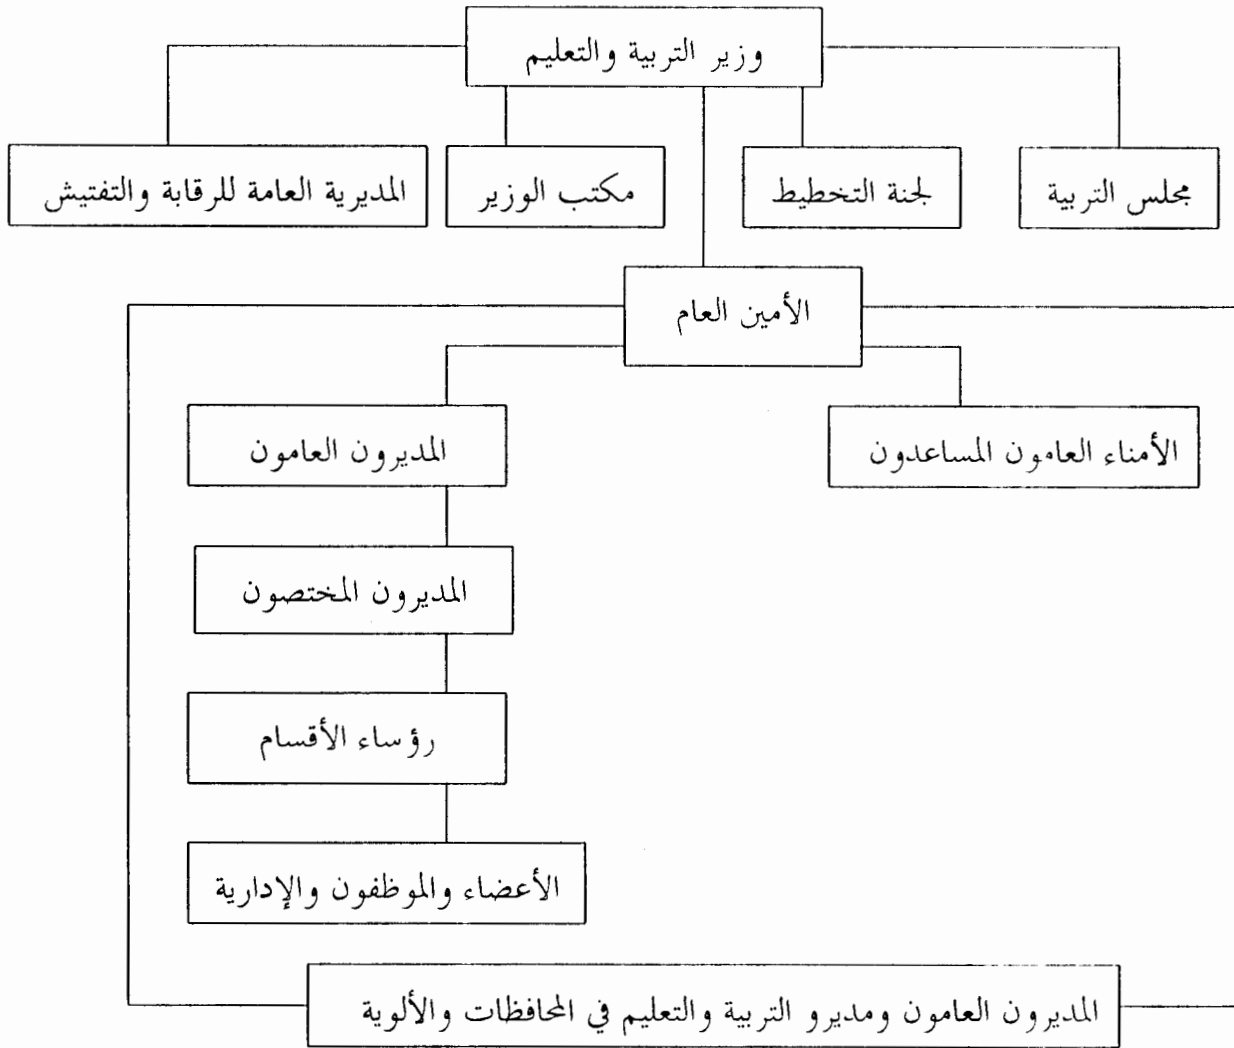 وزير التربية والتعليم
مجلس التربية
لجنة التخطيط
مكتب الوزير
المديرية العامة للرقابة والتفتيش
الأمين العام
الأمناء العامون المساعدون
المديرون العامون
المديرون المختصون
رؤساء الأقسام
الأعضاء والموظفون والإدارية
المديرون العامون ومديرو التربية والتعليم في المحافظات والألوية